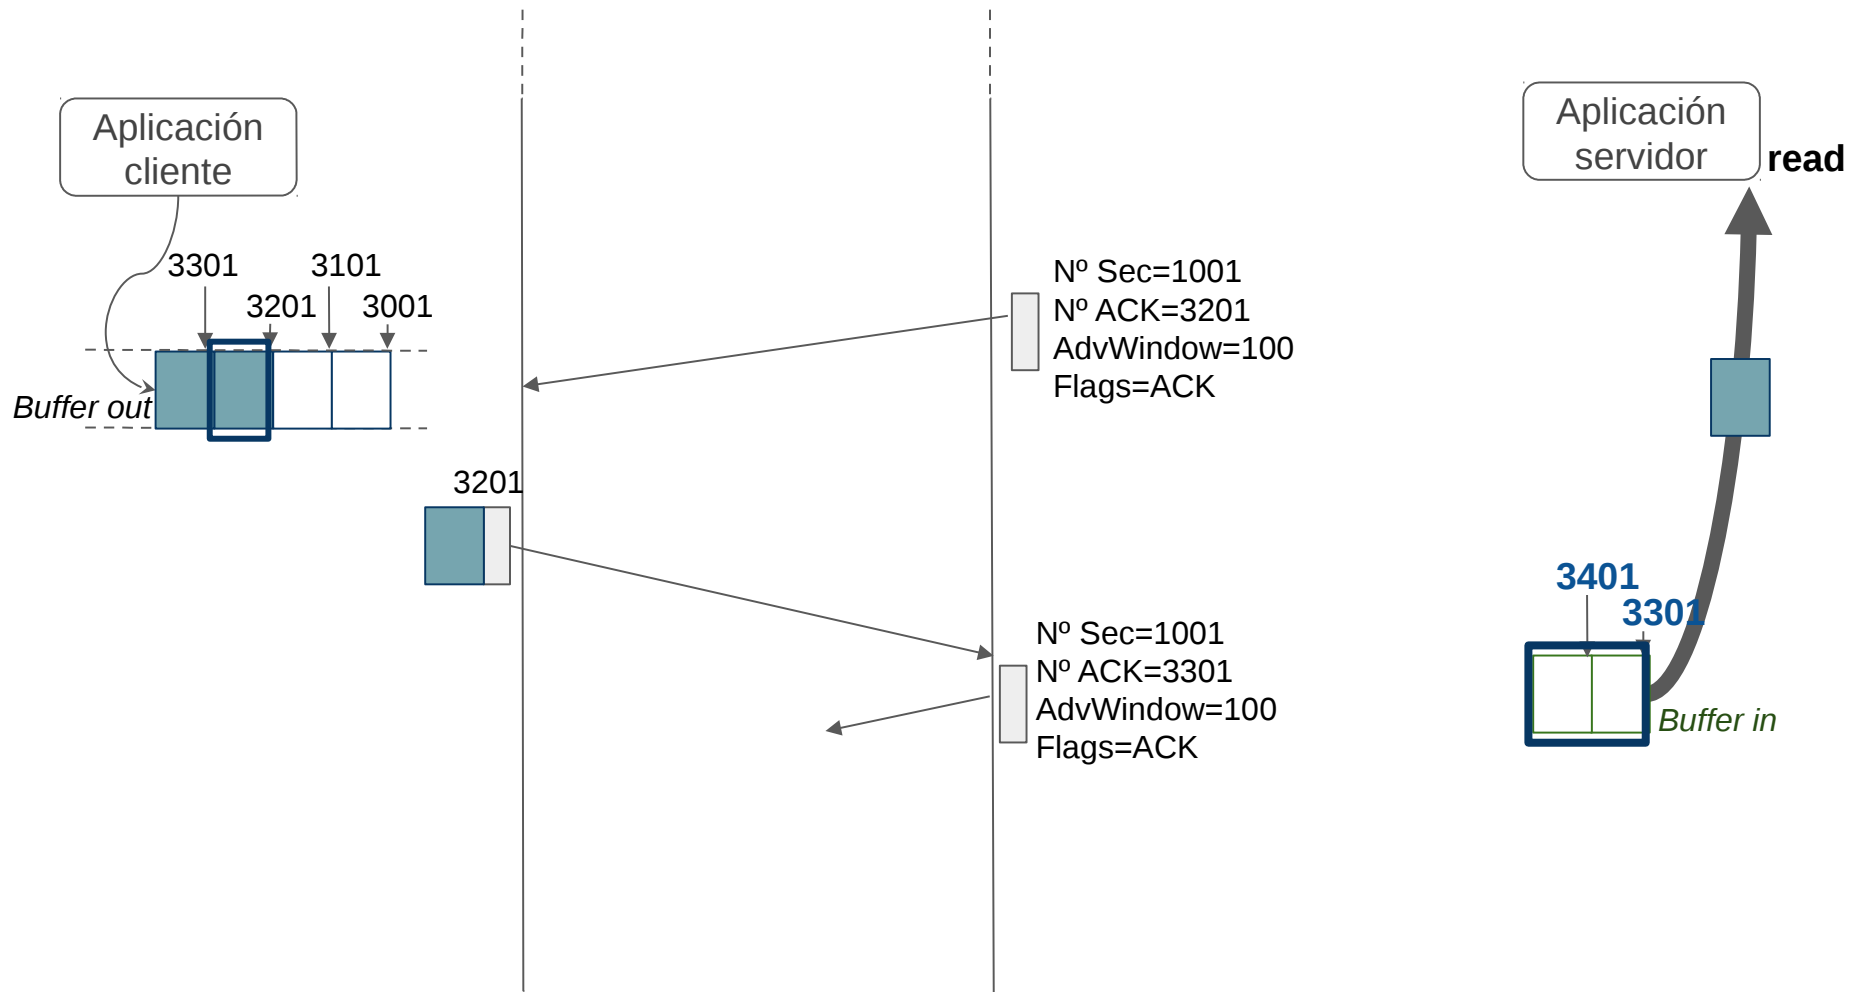 Aplicación
cliente
3301
3101
3201
3001
Buffer out
3201
Nº Sec=1001
Nº ACK=3201
AdvWindow=100
Flags=ACK
Nº Sec=1001
Nº ACK=3301
AdvWindow=100
Flags=ACK
Aplicación
servidor
read
3401
3301
Buffer in